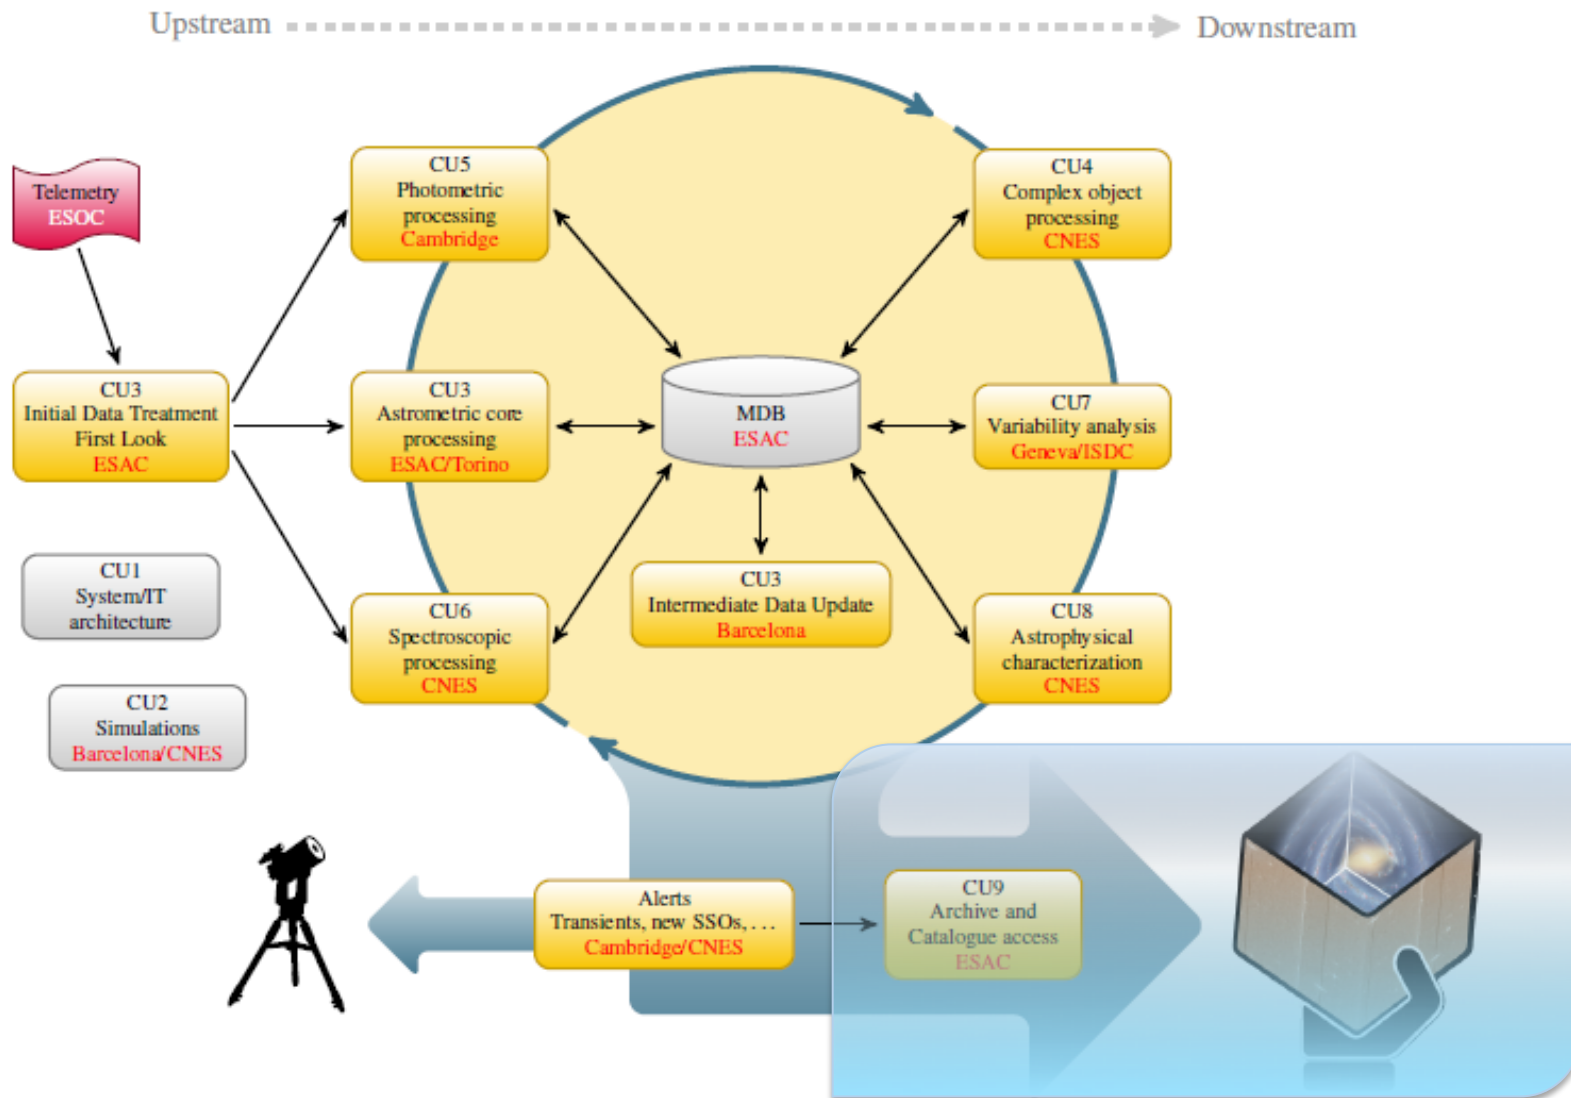 Upstream
Downstream
Telemetry
ESOC
CU5
Photometric
processing
Cambridge
CU4
Complex object
processing
CNES
CU3
Initial Data Treatment
First Look
ESAC
CU3
Astrometric core
processing
ESAC/Torino
MDB
ESAC
CU7
Variability analysis
Geneva/ISDC
CU1
System/IT
architecture
CU6
Spectroscopic
processing
CNES
CU3
Intermediate Data Update
Barcelona
CU8
Astrophysical
characterization
CNES
CU2
Simulations
Barcelona/CNES
Alerts
Transients, new SSOs, . . .
Cambridge/CNES
CU9
Archive and
Catalogue access
ESAC